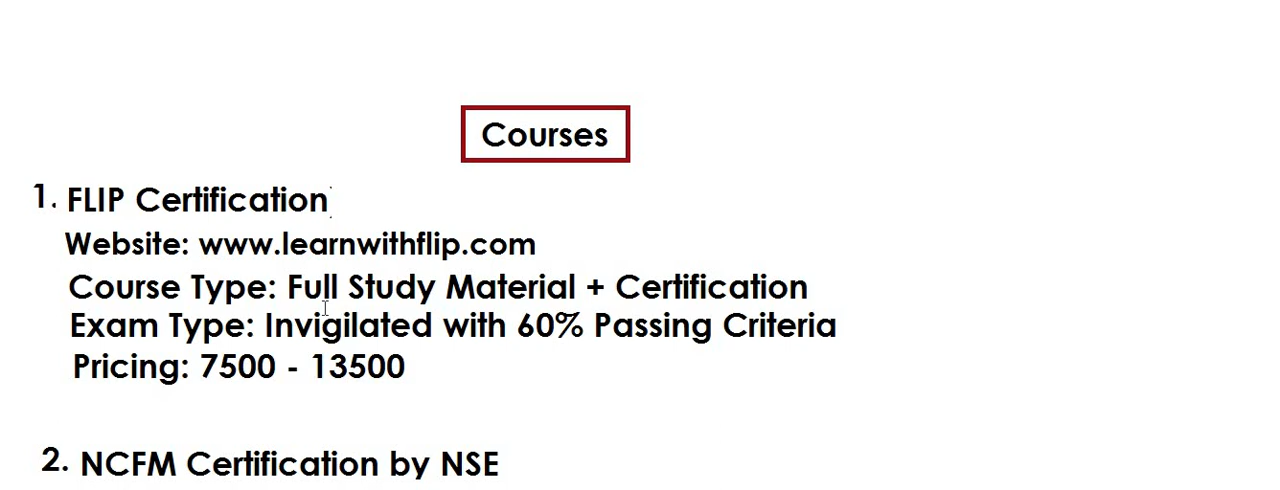 Courses
1. FLIP Certification
Website: www.learnwithflip.com
Course Type: Full Study Material + Certification
Exam Type: Invigilated with 60% Passing Criteria
Pricing: 7500 - 13500
2. NCFM Certification by NSE